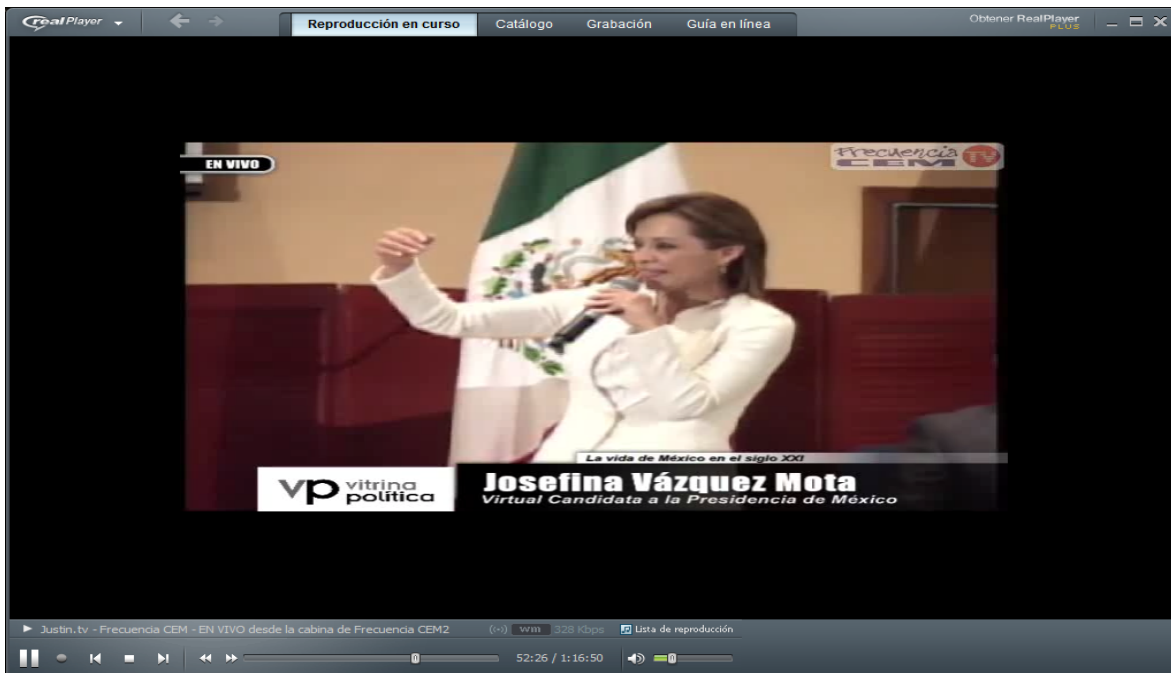 realPlayer
Reproducción en curso
Catálogo
Grabación
Guía en línea
Obtener RealPlayer
PLUS
EN VIVO
Frecuencia TV
CEM
La vida de México en el siglo XXI
vp vitrina política
Josefina Vázquez Mota
Virtual Candidata a la Presidencia de México
Justin.tv - Frecuencia CEM - EN VIVO desde la cabina de Frecuencia CEM2
wm 328 Kbps
Lista de reproducción
52:26 / 1:16:50